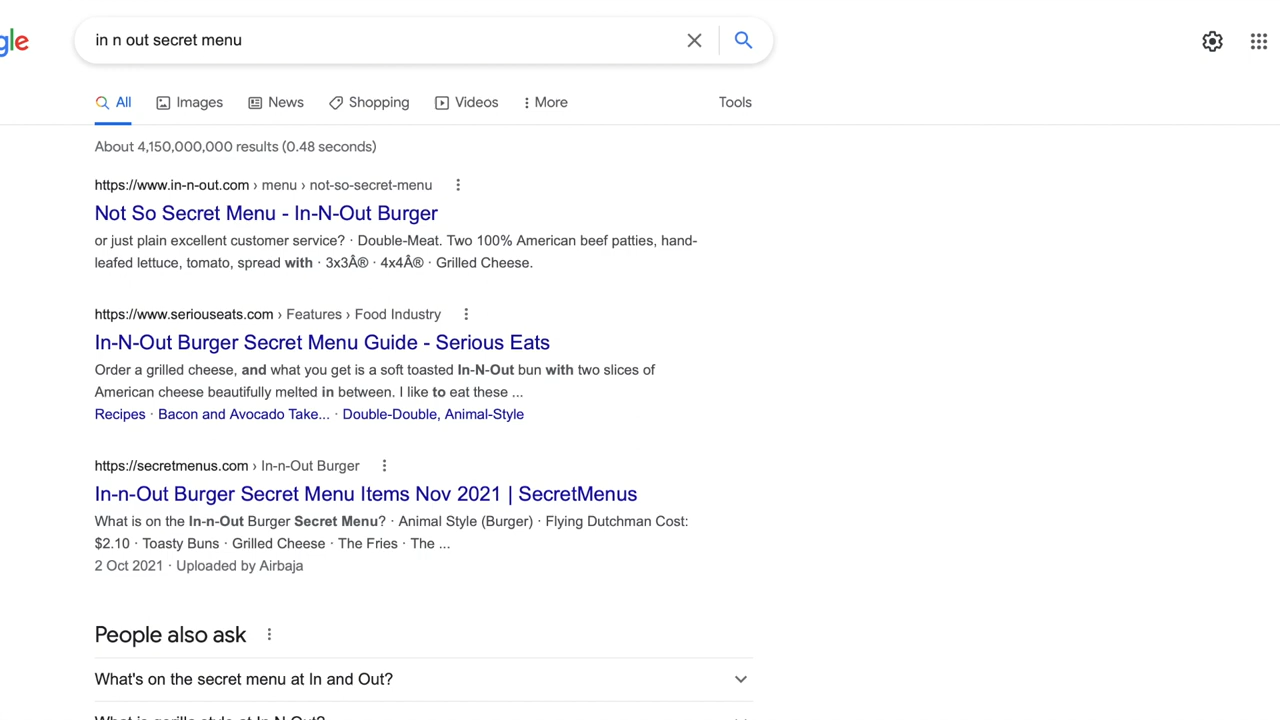 gle
in n out secret menu
All Images News Shopping Videos More Tools
About 4,150,000,000 results (0.48 seconds)
https://www.in-n-out.com › menu › not-so-secret-menu
Not So Secret Menu - In-N-Out Burger
or just plain excellent customer service? · Double-Meat. Two 100% American beef patties, hand-
leafed lettuce, tomato, spread with · 3x3Â® · 4x4Â® · Grilled Cheese.
https://www.seriouseats.com › Features › Food Industry
In-N-Out Burger Secret Menu Guide - Serious Eats
Order a grilled cheese, and what you get is a soft toasted In-N-Out bun with two slices of
American cheese beautifully melted in between. I like to eat these ...
Recipes · Bacon and Avocado Take... · Double-Double, Animal-Style
https://secretmenus.com › In-n-Out Burger
In-n-Out Burger Secret Menu Items Nov 2021 | SecretMenus
What is on the In-n-Out Burger Secret Menu? · Animal Style (Burger) · Flying Dutchman Cost:
$2.10 · Toasty Buns · Grilled Cheese · The Fries · The ...
2 Oct 2021 · Uploaded by Airbaja
People also ask
What's on the secret menu at In and Out?
What is gorilla style at In N Out?